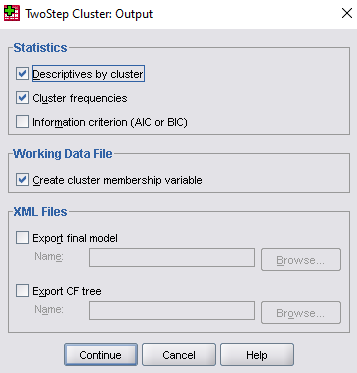 TwoStep Cluster: Output
Statistics
Descriptives by cluster
Cluster frequencies
Information criterion (AIC or BIC)
Working Data File
Create cluster membership variable
XML Files
Export final model
Name:
Browse...
Export CF tree
Name:
Browse...
Continue Cancel Help